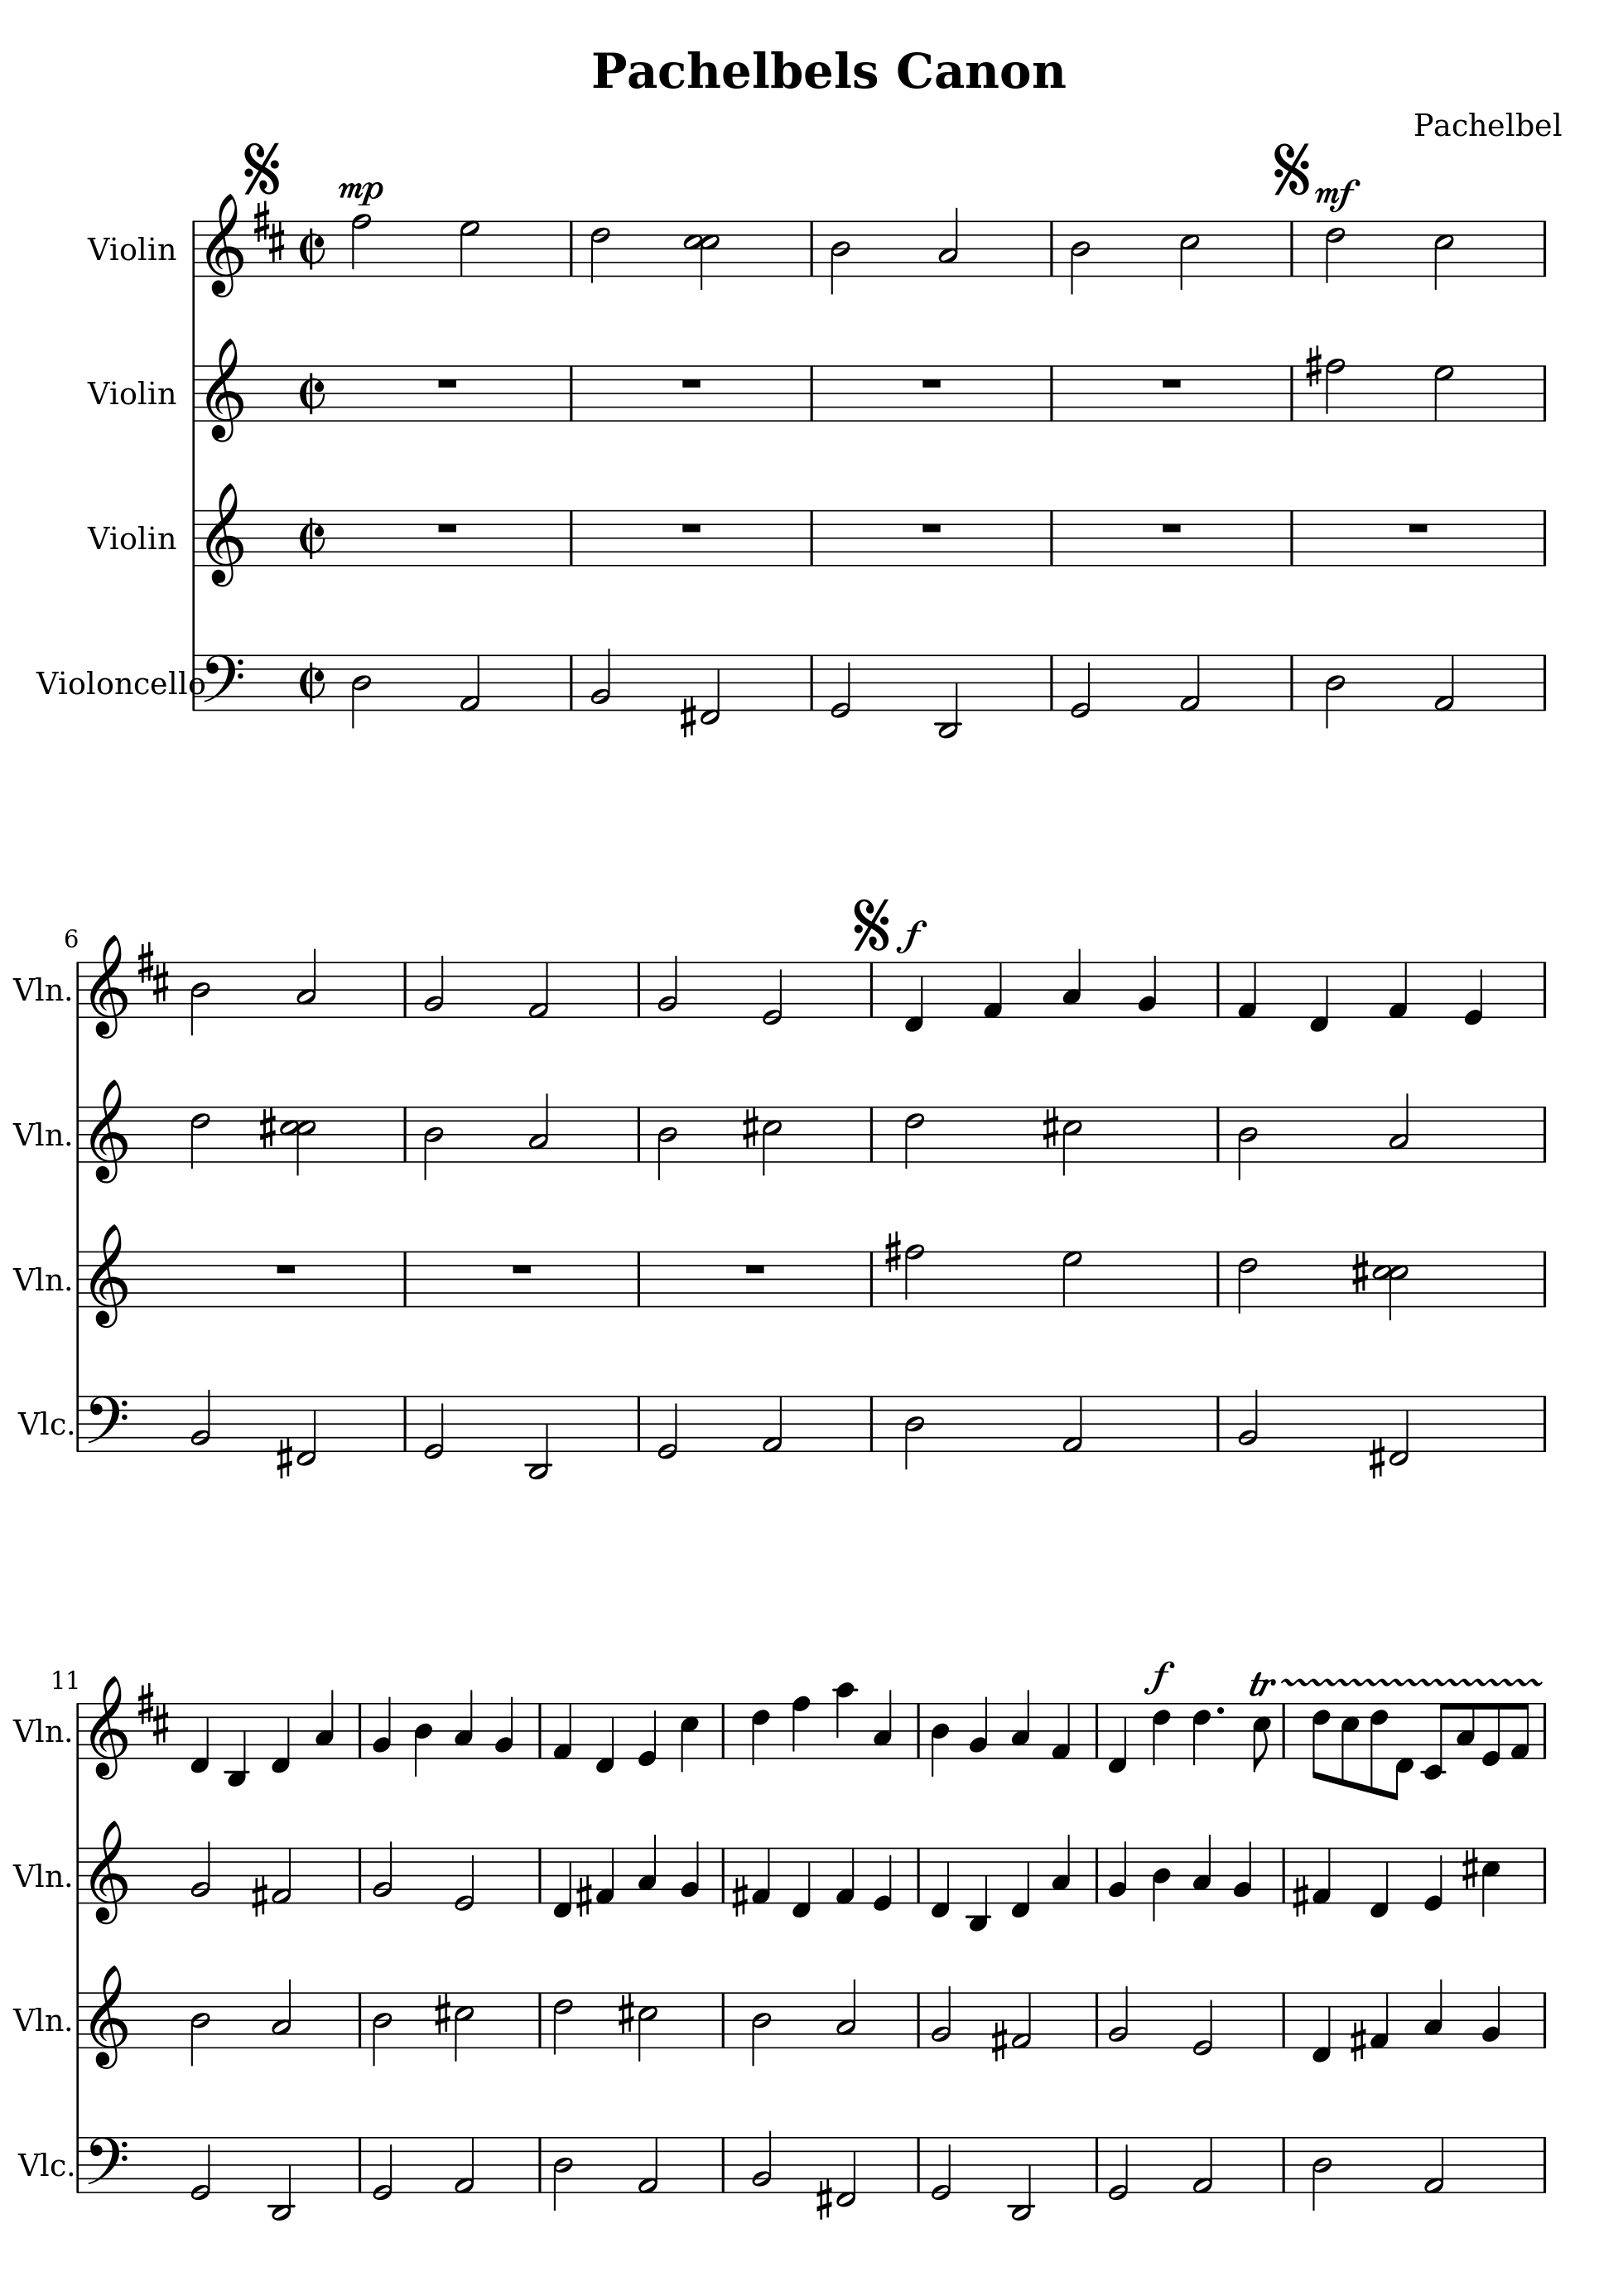 Pachelbels Canon
Pachelbel
mp
mf
Violin
Violin
Violin
Violoncello
6
f
Vln.
Vln.
Vln.
Vlc.
11
f
tr
Vln.
Vln.
Vln.
Vlc.